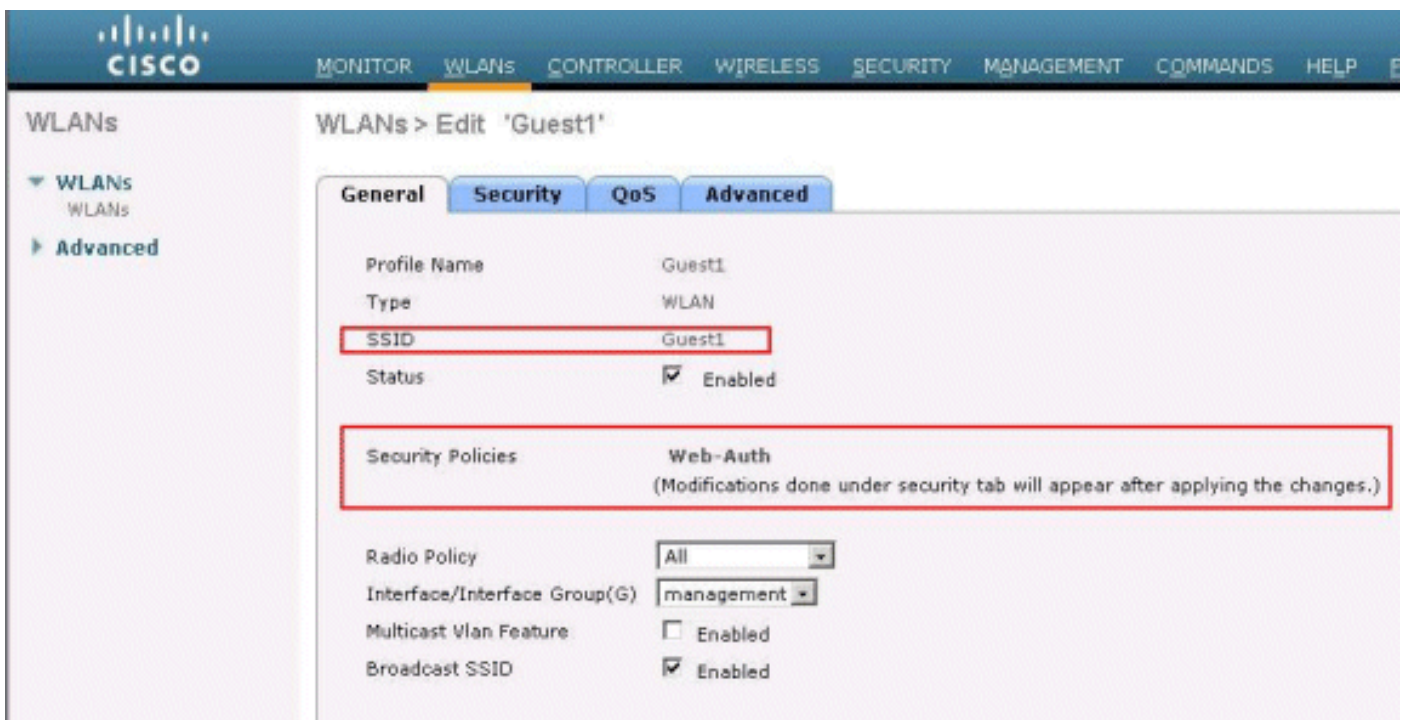 CISCO
MONITOR WLANs CONTROLLER WIRELESS SECURITY MANAGEMENT COMMANDS HELP
WLANs
WLANs > Edit 'Guest1'
WLANs
WLANs
Advanced
General Security QoS Advanced
Profile Name Guest1
Type WLAN
SSID Guest1
Status Enabled
Security Policies Web-Auth
(Modifications done under security tab will appear after applying the changes.)
Radio Policy All
Interface/Interface Group(G) management
Multicast Vlan Feature Enabled
Broadcast SSID Enabled